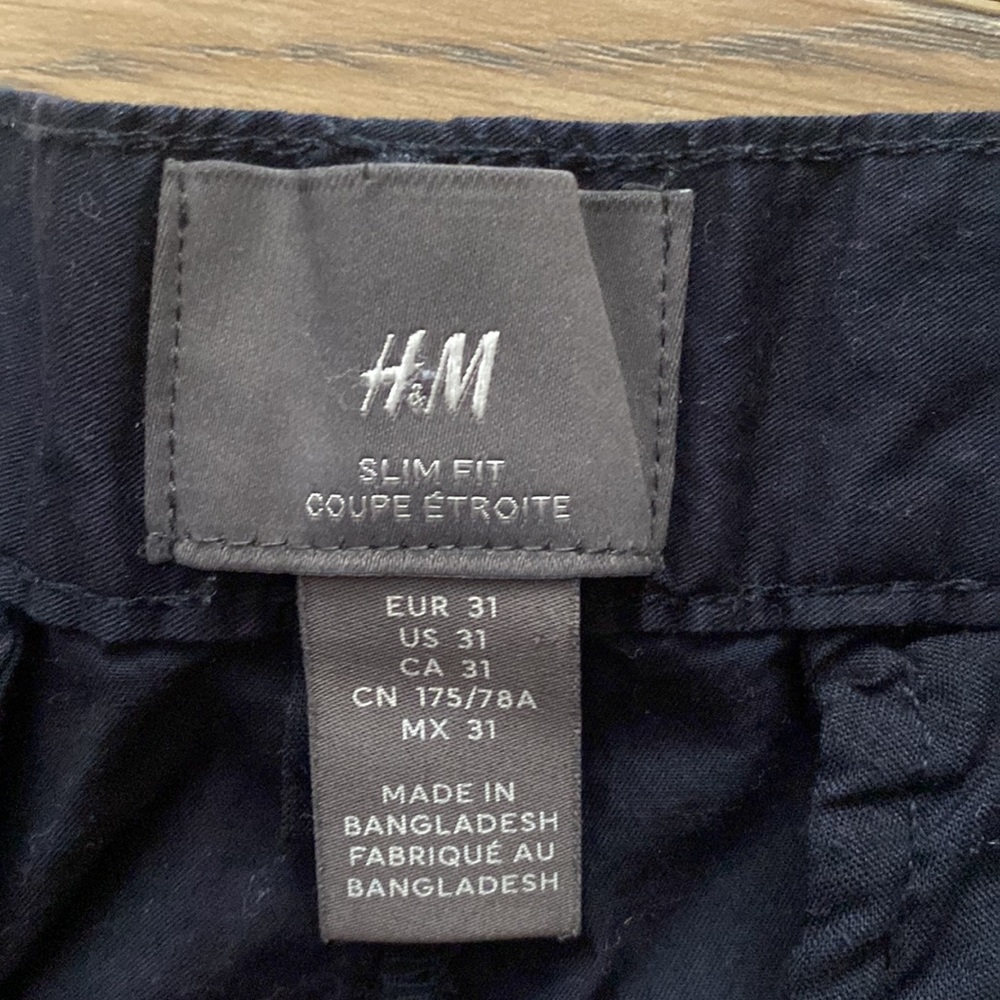 H&M
SLIM FIT
COUPE ÉTROITE
EUR 31
US 31
CA 31
CN 175/78A
MX 31
MADE IN
BANGLADESH
FABRIQUÉ AU
BANGLADESH